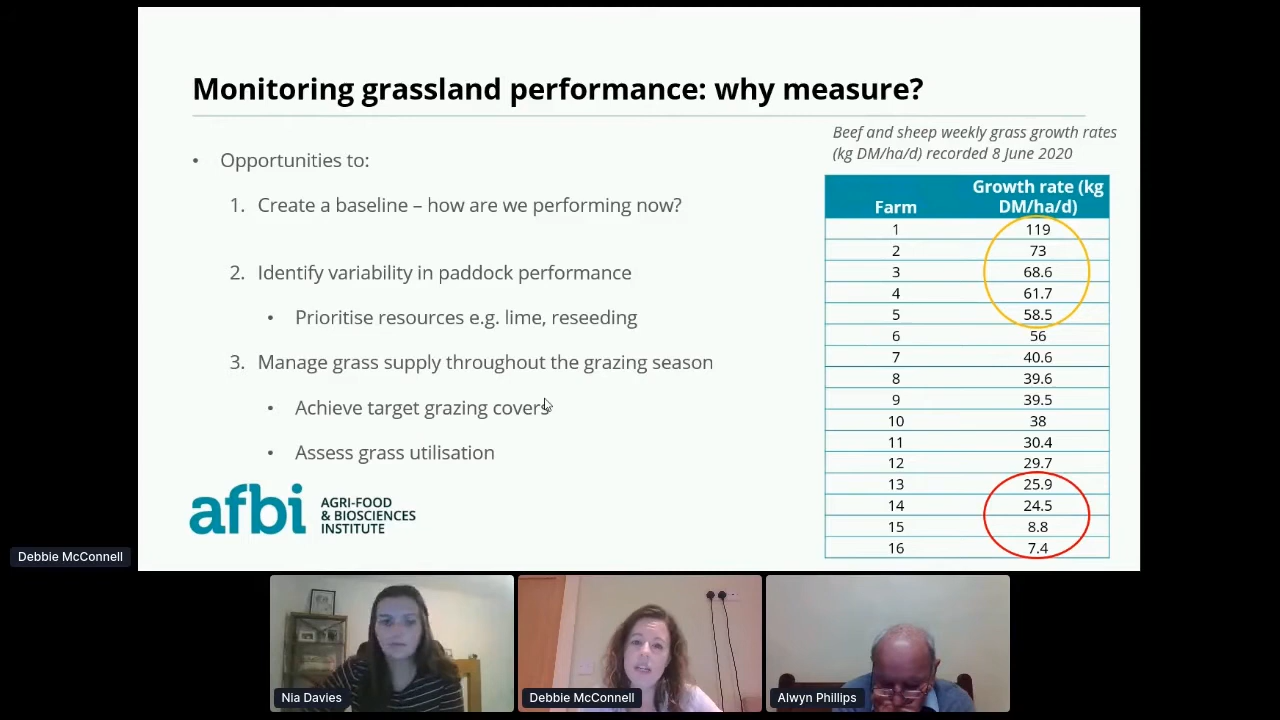 Monitoring grassland performance: why measure?
• Opportunities to:
1. Create a baseline – how are we performing now?
2. Identify variability in paddock performance
• Prioritise resources e.g. lime, reseeding
3. Manage grass supply throughout the grazing season
• Achieve target grazing covers
• Assess grass utilisation
Beef and sheep weekly grass growth rates
(kg DM/ha/d) recorded 8 June 2020
Growth rate (kg
Farm DM/ha/d)
1 119
2 73
3 68.6
4 61.7
5 58.5
6 56
7 40.6
8 39.6
9 39.5
10 38
11 30.4
12 29.7
13 25.9
14 24.5
15 8.8
16 7.4
afbi AGRI-FOOD
& BIOSCIENCES
INSTITUTE
Debbie McConnell
Nia Davies
Debbie McConnell
Alwyn Phillips